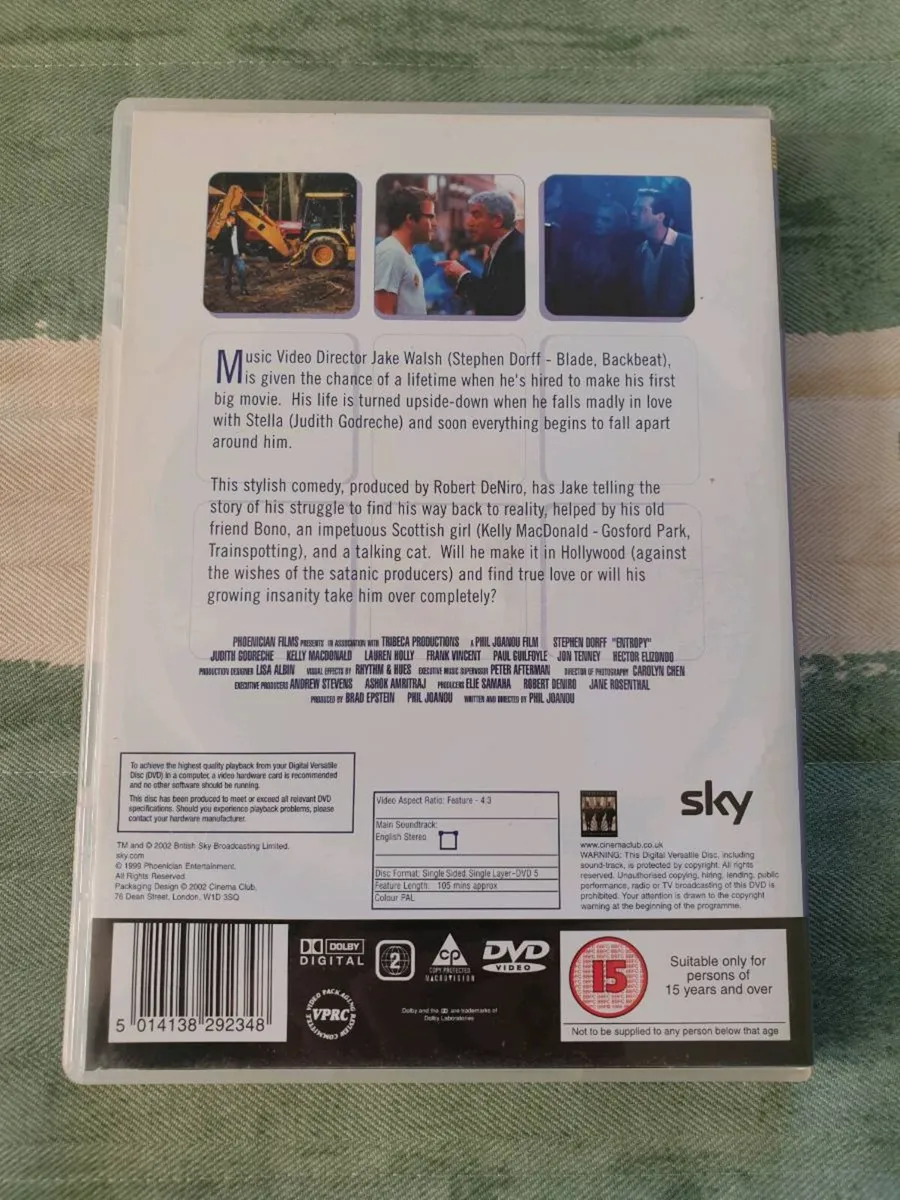 Music Video Director Jake Walsh (Stephen Dorff - Blade, Backbeat),
is given the chance of a lifetime when he's hired to make his first
big movie. His life is turned upside-down when he falls madly in love
with Stella (Judith Godreche) and soon everything begins to fall apart
around him.
This stylish comedy, produced by Robert DeNiro, has Jake telling the
story of his struggle to find his way back to reality, helped by his old
friend Bono, an impetuous Scottish girl (Kelly MacDonald - Gosford Park,
Trainspotting), and a talking cat. Will he make it in Hollywood (against
the wishes of the satanic producers) and find true love or will his
growing insanity take him over completely?
PHOENICIAN FILMS PRESENTS IN ASSOCIATION WITH TRIBECA PRODUCTIONS A PHIL JOANOU FILM STEPHEN DORFF "ENTROPY"
JUDITH GODRECHE KELLY MACDONALD LAUREN HOLLY FRANK VINCENT PAUL GUILFOYLE JON TENNEY HECTOR ELIZONDO
PRODUCTION DESIGNER LISA ALBIN VISUAL EFFECTS BY RHYTHM & HUES EXECUTIVE MUSIC SUPERVISOR PETER AFTERMAN DIRECTOR OF PHOTOGRAPHY CAROLYN CHEN
EXECUTIVE PRODUCERS ANDREW STEVENS ASHOK AMRITRAJ PRODUCERS ELIE SAMAHA ROBERT DENIRO JANE ROSENTHAL
PRODUCED BY BRAD EPSTEIN PHIL JOANOU WRITTEN AND DIRECTED BY PHIL JOANOU
To achieve the highest quality playback from your Digital Versatile
Disc (DVD) in a computer, a video hardware card is recommended
and no other software should be running.
This disc has been produced to meet or exceed all relevant DVD
specifications. Should you experience playback problems, please
contact your hardware manufacturer.
TM and © 2002 British Sky Broadcasting Limited.
sky.com
© 1999 Phoenician Entertainment.
All Rights Reserved.
Packaging Design © 2002 Cinema Club,
76 Dean Street, London, W1D 3SQ
Video Aspect Ratio: Feature - 4:3
Main Soundtrack:
English Stereo
Disc Format: Single Sided, Single Layer-DVD 5
Feature Length: 105 mins approx
Colour PAL
sky
www.cinemaclub.co.uk
WARNING: This Digital Versatile Disc, including
sound-track, is protected by copyright. All rights
reserved. Unauthorised copying, hiring, lending, public
performance, radio or TV broadcasting of this DVD is
prohibited. Your attention is drawn to the copyright
warning at the beginning of the programme.
5 014138 292348
DOLBY
DIGITAL
VIDEO PACKAGING REVIEW COMMITTEE
VPRC
2
CP
COPY PROTECTED
MACROVISION
DVD
VIDEO
Dolby and the DD are trademarks of
Dolby Laboratories
15
Suitable only for
persons of
15 years and over
Not to be supplied to any person below that age